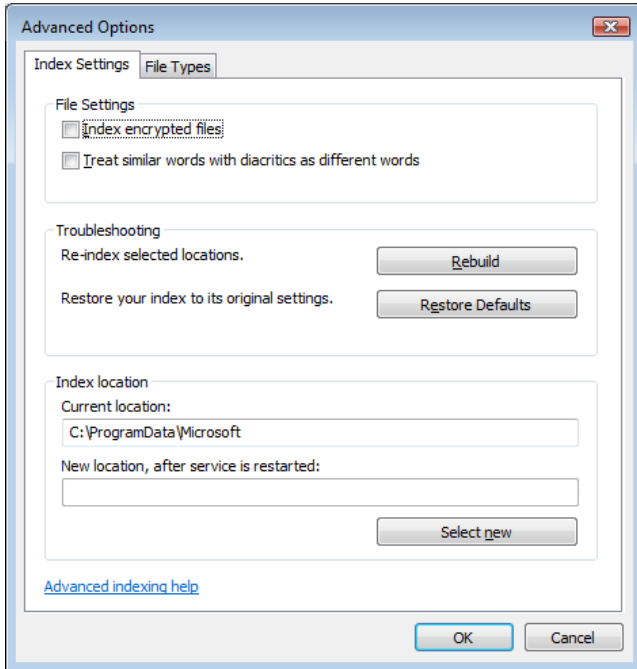 Advanced Options
Index Settings File Types
File Settings
Index encrypted files
Treat similar words with diacritics as different words
Troubleshooting
Re-index selected locations.
Rebuild
Restore your index to its original settings.
Restore Defaults
Index location
Current location:
C:\ProgramData\Microsoft
New location, after service is restarted:
Select new
Advanced indexing help
OK Cancel